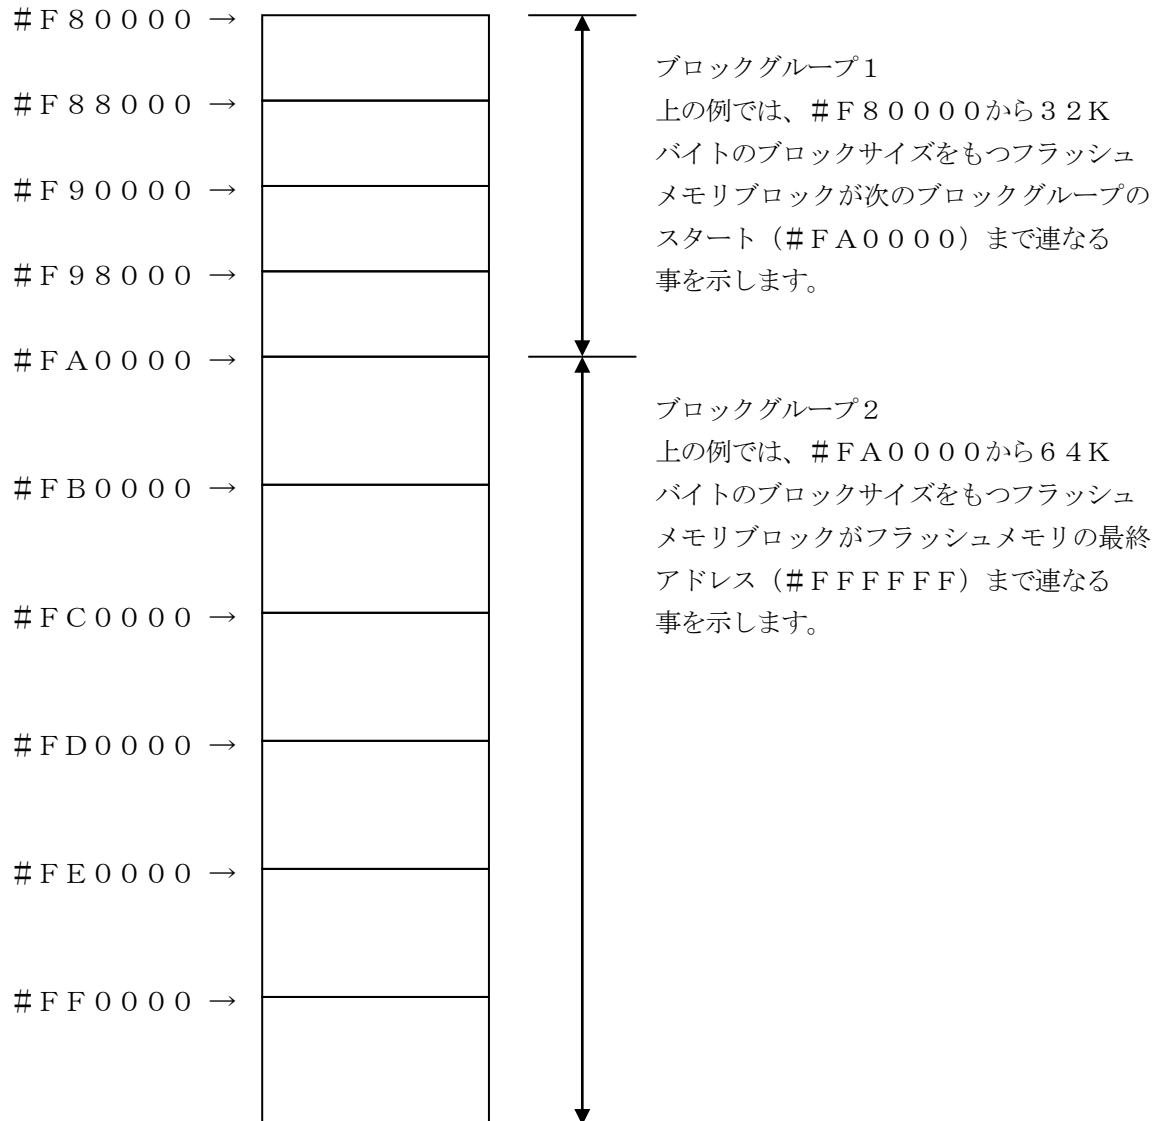 ＃Ｆ８００００ →
ブロックグループ１
＃Ｆ８８０００ →
上の例では、＃Ｆ８００００から３２Ｋ
バイトのブロックサイズをもつフラッシュ
＃Ｆ９００００ →
メモリブロックが次のブロックグループの
スタート（＃ＦＡ００００）まで連なる
＃Ｆ９８０００ →
事を示します。
＃ＦＡ００００ →
ブロックグループ２
上の例では、＃ＦＡ００００から６４Ｋ
＃ＦＢ００００ →
バイトのブロックサイズをもつフラッシュ
メモリブロックがフラッシュメモリの最終
アドレス（＃ＦＦＦＦＦＦ）まで連なる
＃ＦＣ００００ →
事を示します。
＃ＦＤ００００ →
＃ＦＥ００００ →
＃ＦＦ００００ →